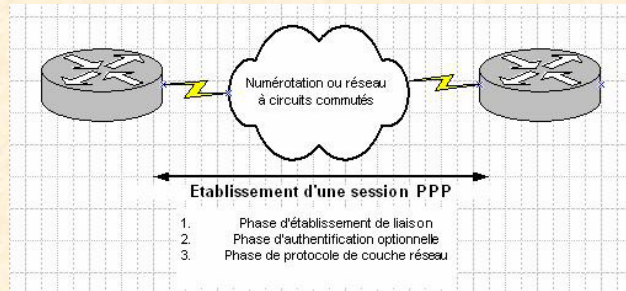 Numérotation ou réseau
à circuits commutés
Etablissement d'une session PPP
1. Phase d'établissement de liaison
2. Phase d'authentification optionnelle
3. Phase de protocole de couche réseau